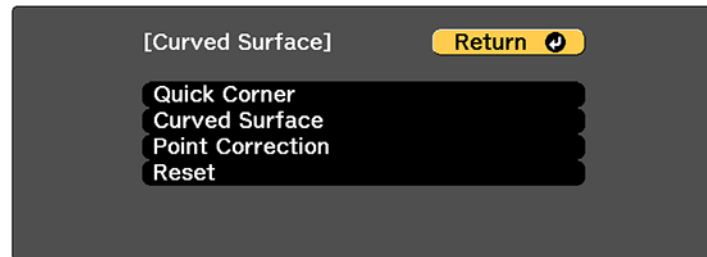 [Curved Surface] Return
Quick Corner
Curved Surface
Point Correction
Reset